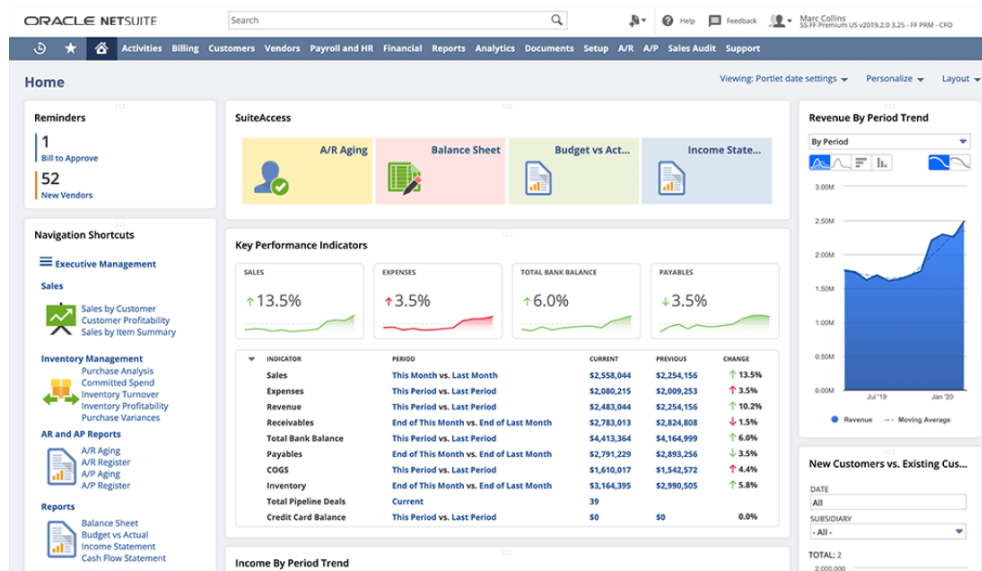 ORACLE NETSUITE
Search
Help
Feedback
Marc Collins
SS FF Premium US v2019.2.0 3.25 - FF PRM - CFO
Activities Billing Customers Vendors Payroll and HR Financial Reports Analytics Documents Setup A/R A/P Sales Audit Support
Home
Viewing: Portlet date settings
Personalize
Layout
Reminders
1
Bill to Approve
52
New Vendors
Navigation Shortcuts
Executive Management
Sales
Sales by Customer
Customer Profitability
Sales by Item Summary
Inventory Management
Purchase Analysis
Committed Spend
Inventory Turnover
Inventory Profitability
Purchase Variances
AR and AP Reports
A/R Aging
A/R Register
A/P Aging
A/P Register
Reports
Balance Sheet
Budget vs Actual
Income Statement
Cash Flow Statement
SuiteAccess
A/R Aging
Balance Sheet
Budget vs Act...
Income State...
Key Performance Indicators
SALES
13.5%
EXPENSES
3.5%
TOTAL BANK BALANCE
6.0%
PAYABLES
3.5%
INDICATOR PERIOD CURRENT PREVIOUS CHANGE
Sales This Month vs. Last Month $2,558,044 $2,254,156 13.5%
Expenses This Period vs. Last Period $2,080,215 $2,009,253 3.5%
Revenue This Period vs. Last Period $2,483,044 $2,254,156 10.2%
Receivables End of This Month vs. End of Last Month $2,783,013 $2,824,808 1.5%
Total Bank Balance This Period vs. Last Period $4,413,364 $4,164,999 6.0%
Payables End of This Month vs. End of Last Month $2,791,229 $2,893,256 3.5%
COGS This Period vs. Last Period $1,610,017 $1,542,572 4.4%
Inventory End of This Month vs. End of Last Month $3,164,395 $2,990,505 5.8%
Total Pipeline Deals Current 39
Credit Card Balance This Period vs. Last Period $0 $0 0.0%
Income By Period Trend
Revenue By Period Trend
By Period
3.00M
2.50M
2.00M
1.50M
1.00M
0.50M
0.00M
Jul '19 Jan '20
Revenue Moving Average
New Customers vs. Existing Cus...
DATE
All
SUBSIDIARY
- All -
TOTAL: 2
2,000,000